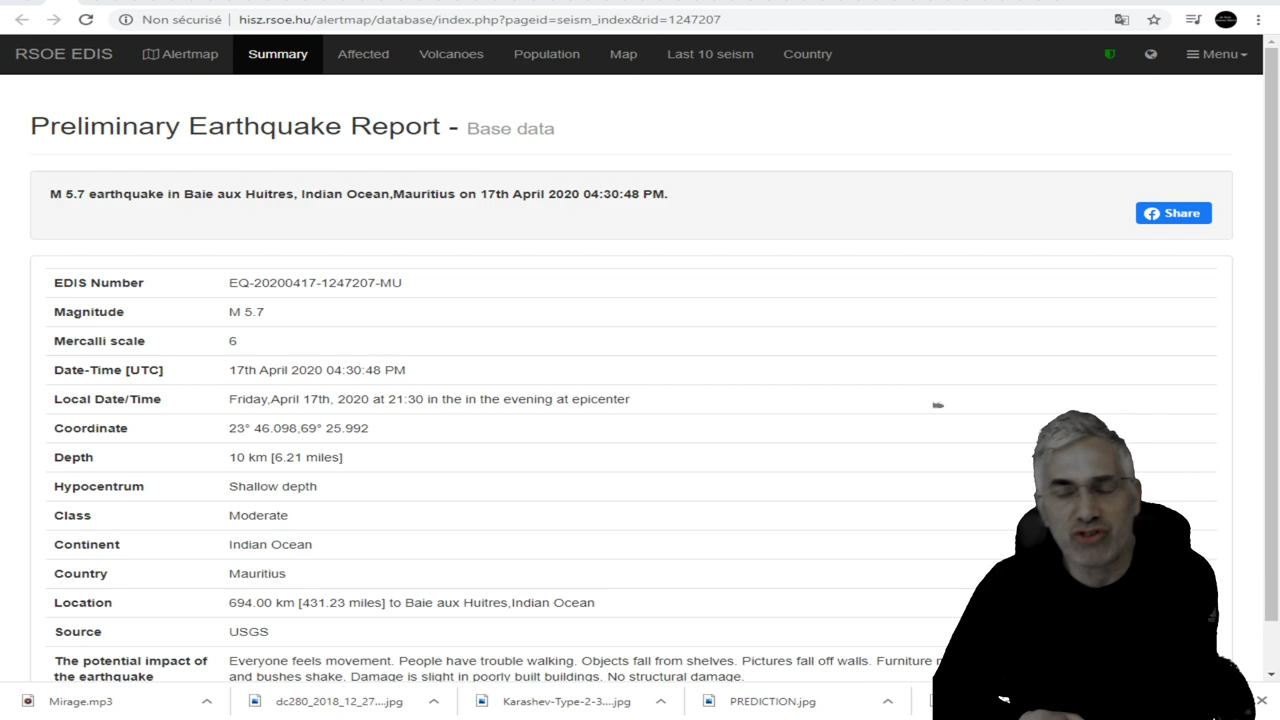 Non sécurisé hisz.rsoe.hu/alertmap/database/index.php?pageid=seism_index&rid=1247207
RSOE EDIS Alertmap Summary Affected Volcanoes Population Map Last 10 seism Country Menu
Preliminary Earthquake Report - Base data
M 5.7 earthquake in Baie aux Huitres, Indian Ocean,Mauritius on 17th April 2020 04:30:48 PM.
Share
EDIS Number EQ-20200417-1247207-MU
Magnitude M 5.7
Mercalli scale 6
Date-Time [UTC] 17th April 2020 04:30:48 PM
Local Date/Time Friday,April 17th, 2020 at 21:30 in the in the evening at epicenter
Coordinate 23° 46.098,69° 25.992
Depth 10 km [6.21 miles]
Hypocentrum Shallow depth
Class Moderate
Continent Indian Ocean
Country Mauritius
Location 694.00 km [431.23 miles] to Baie aux Huitres,Indian Ocean
Source USGS
The potential impact of Everyone feels movement. People have trouble walking. Objects fall from shelves. Pictures fall off walls. Furniture
the earthquake and bushes shake. Damage is slight in poorly built buildings. No structural damage.
Mirage.mp3 dc280_2018_12_27....jpg Karashev-Type-2-3....jpg PREDICTION.jpg